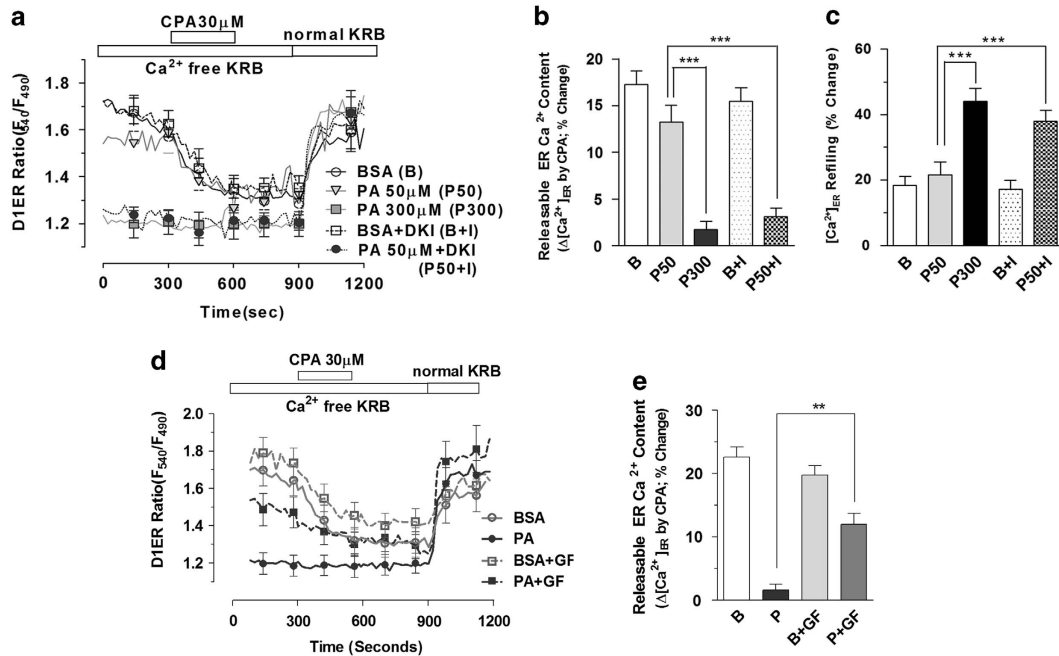 a
CPA30μM
normal KRB
Ca2+ free KRB
D1ER Ratio(F540/F490)
1.8
1.6
1.4
1.2
0 300 600 900 1200
Time(sec)
BSA (B)
PA 50μM (P50)
PA 300μM (P300)
BSA+DKI (B+I)
PA 50μM+DKI
(P50+I)
b
Releasable ER Ca 2+ Content
(Δ[Ca2+]ER by CPA; % Change)
20
15
10
5
0
***
***
B P50 P300 B+I P50+I
c
[Ca2+]ER Refiling (% Change)
60
40
20
0
***
***
B P50 P300 B+I P50+I
d
CPA 30μM
normal KRB
Ca2+ free KRB
D1ER Ratio(F540/F490)
2.0
1.8
1.6
1.4
1.2
0 300 600 900 1200
Time (Seconds)
BSA
PA
BSA+GF
PA+GF
e
Releasable ER Ca 2+ Content
(Δ[Ca2+]ER by CPA; % Change)
30
20
10
0
**
B P B+GF P+GF